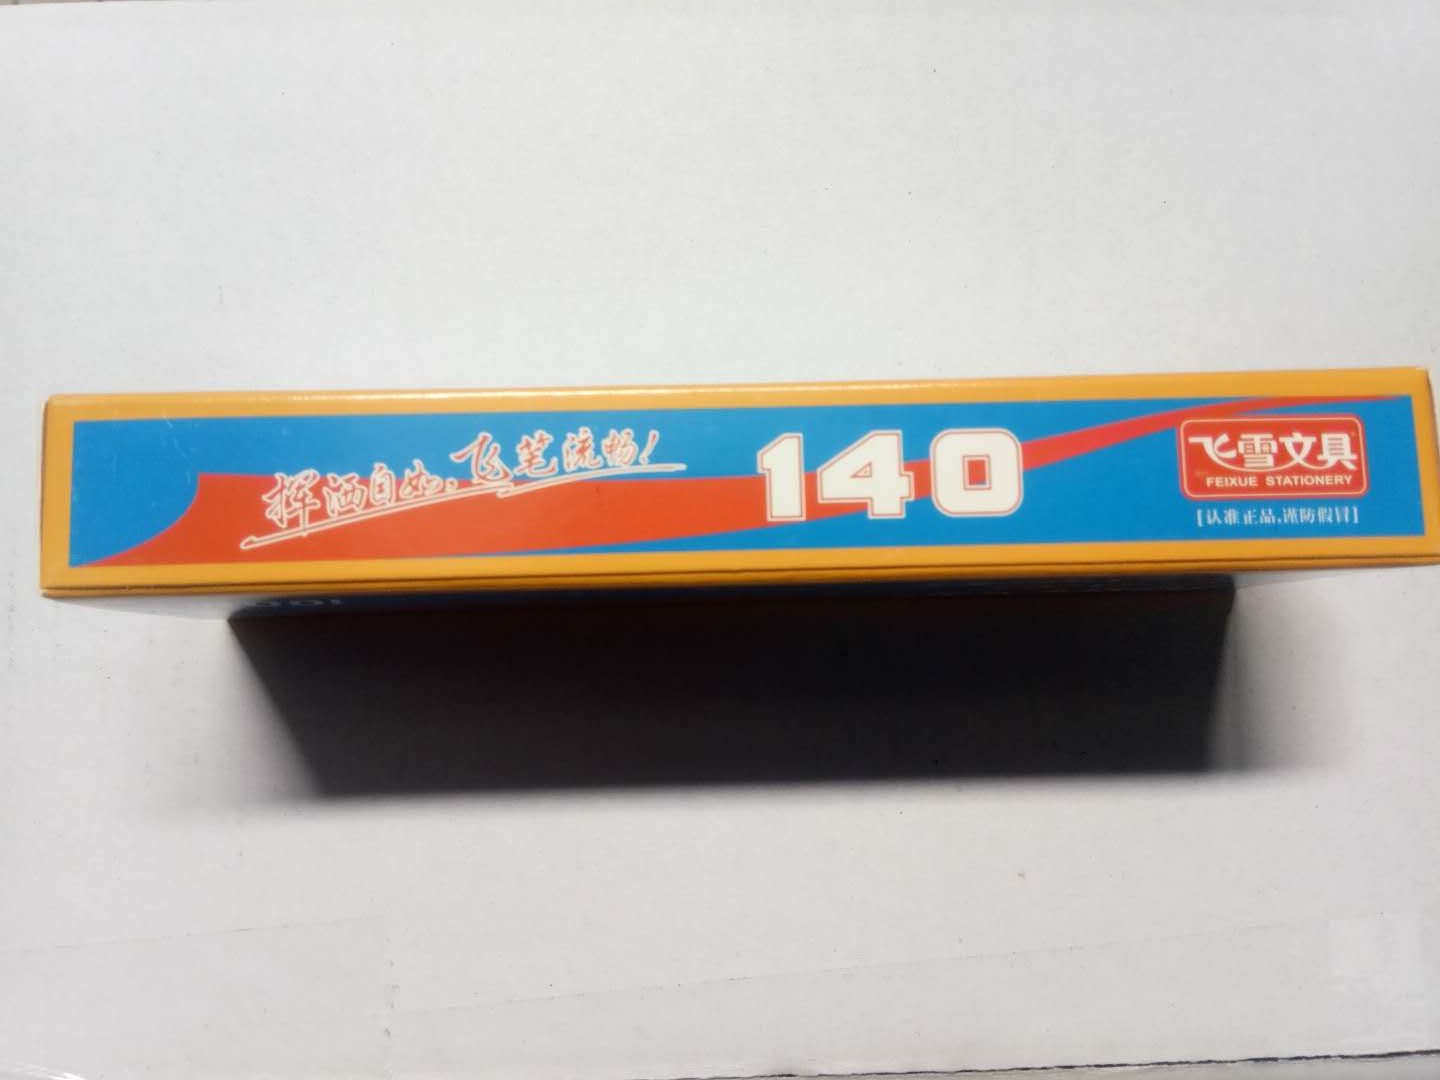 挥洒自如、飞笔流畅！
140
飞雪文具
FEIXUE STATIONERY
[认准正品,谨防假冒]